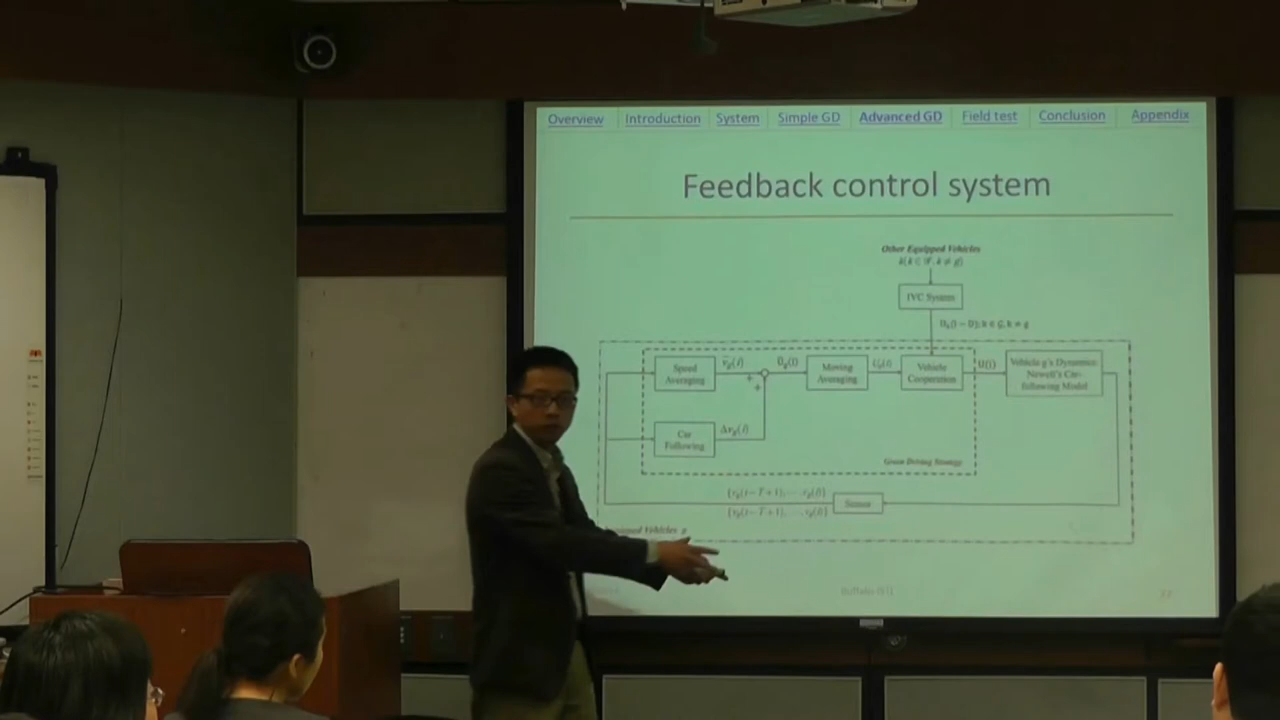 Overview Introduction System Simple GD Advanced GD Field test Conclusion Appendix
Feedback control system
Other Equipped Vehicles
IVC System
Speed
Averaging
Moving
Averaging
Vehicle
Cooperation
Vehicle g's Dynamics:
Newell's Car-
following Model
Car
Following
Green Driving Strategy
Sensor